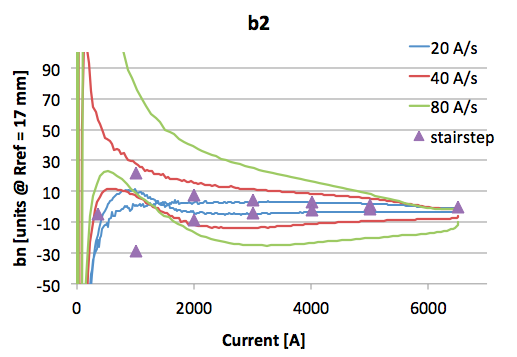 b2
20 A/s
40 A/s
80 A/s
stairstep
bn [units @ Rref = 17 mm]
90
70
50
30
10
-10
-30
-50
0
2000
4000
6000
Current [A]